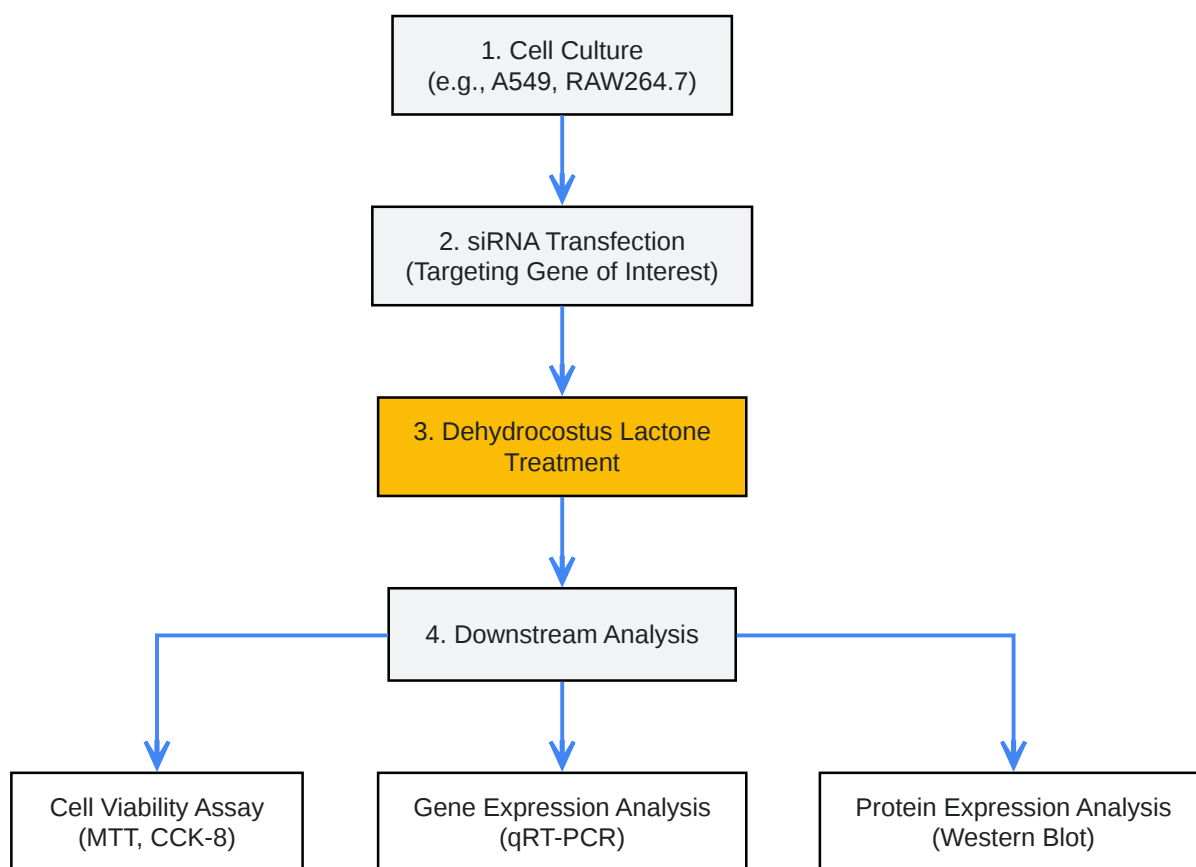 1. Cell Culture
(e.g., A549, RAW264.7)
2. siRNA Transfection
(Targeting Gene of Interest)
3. Dehydrocostus Lactone
Treatment
4. Downstream Analysis
Cell Viability Assay
(MTT, CCK-8)
Gene Expression Analysis
(qRT-PCR)
Protein Expression Analysis
(Western Blot)